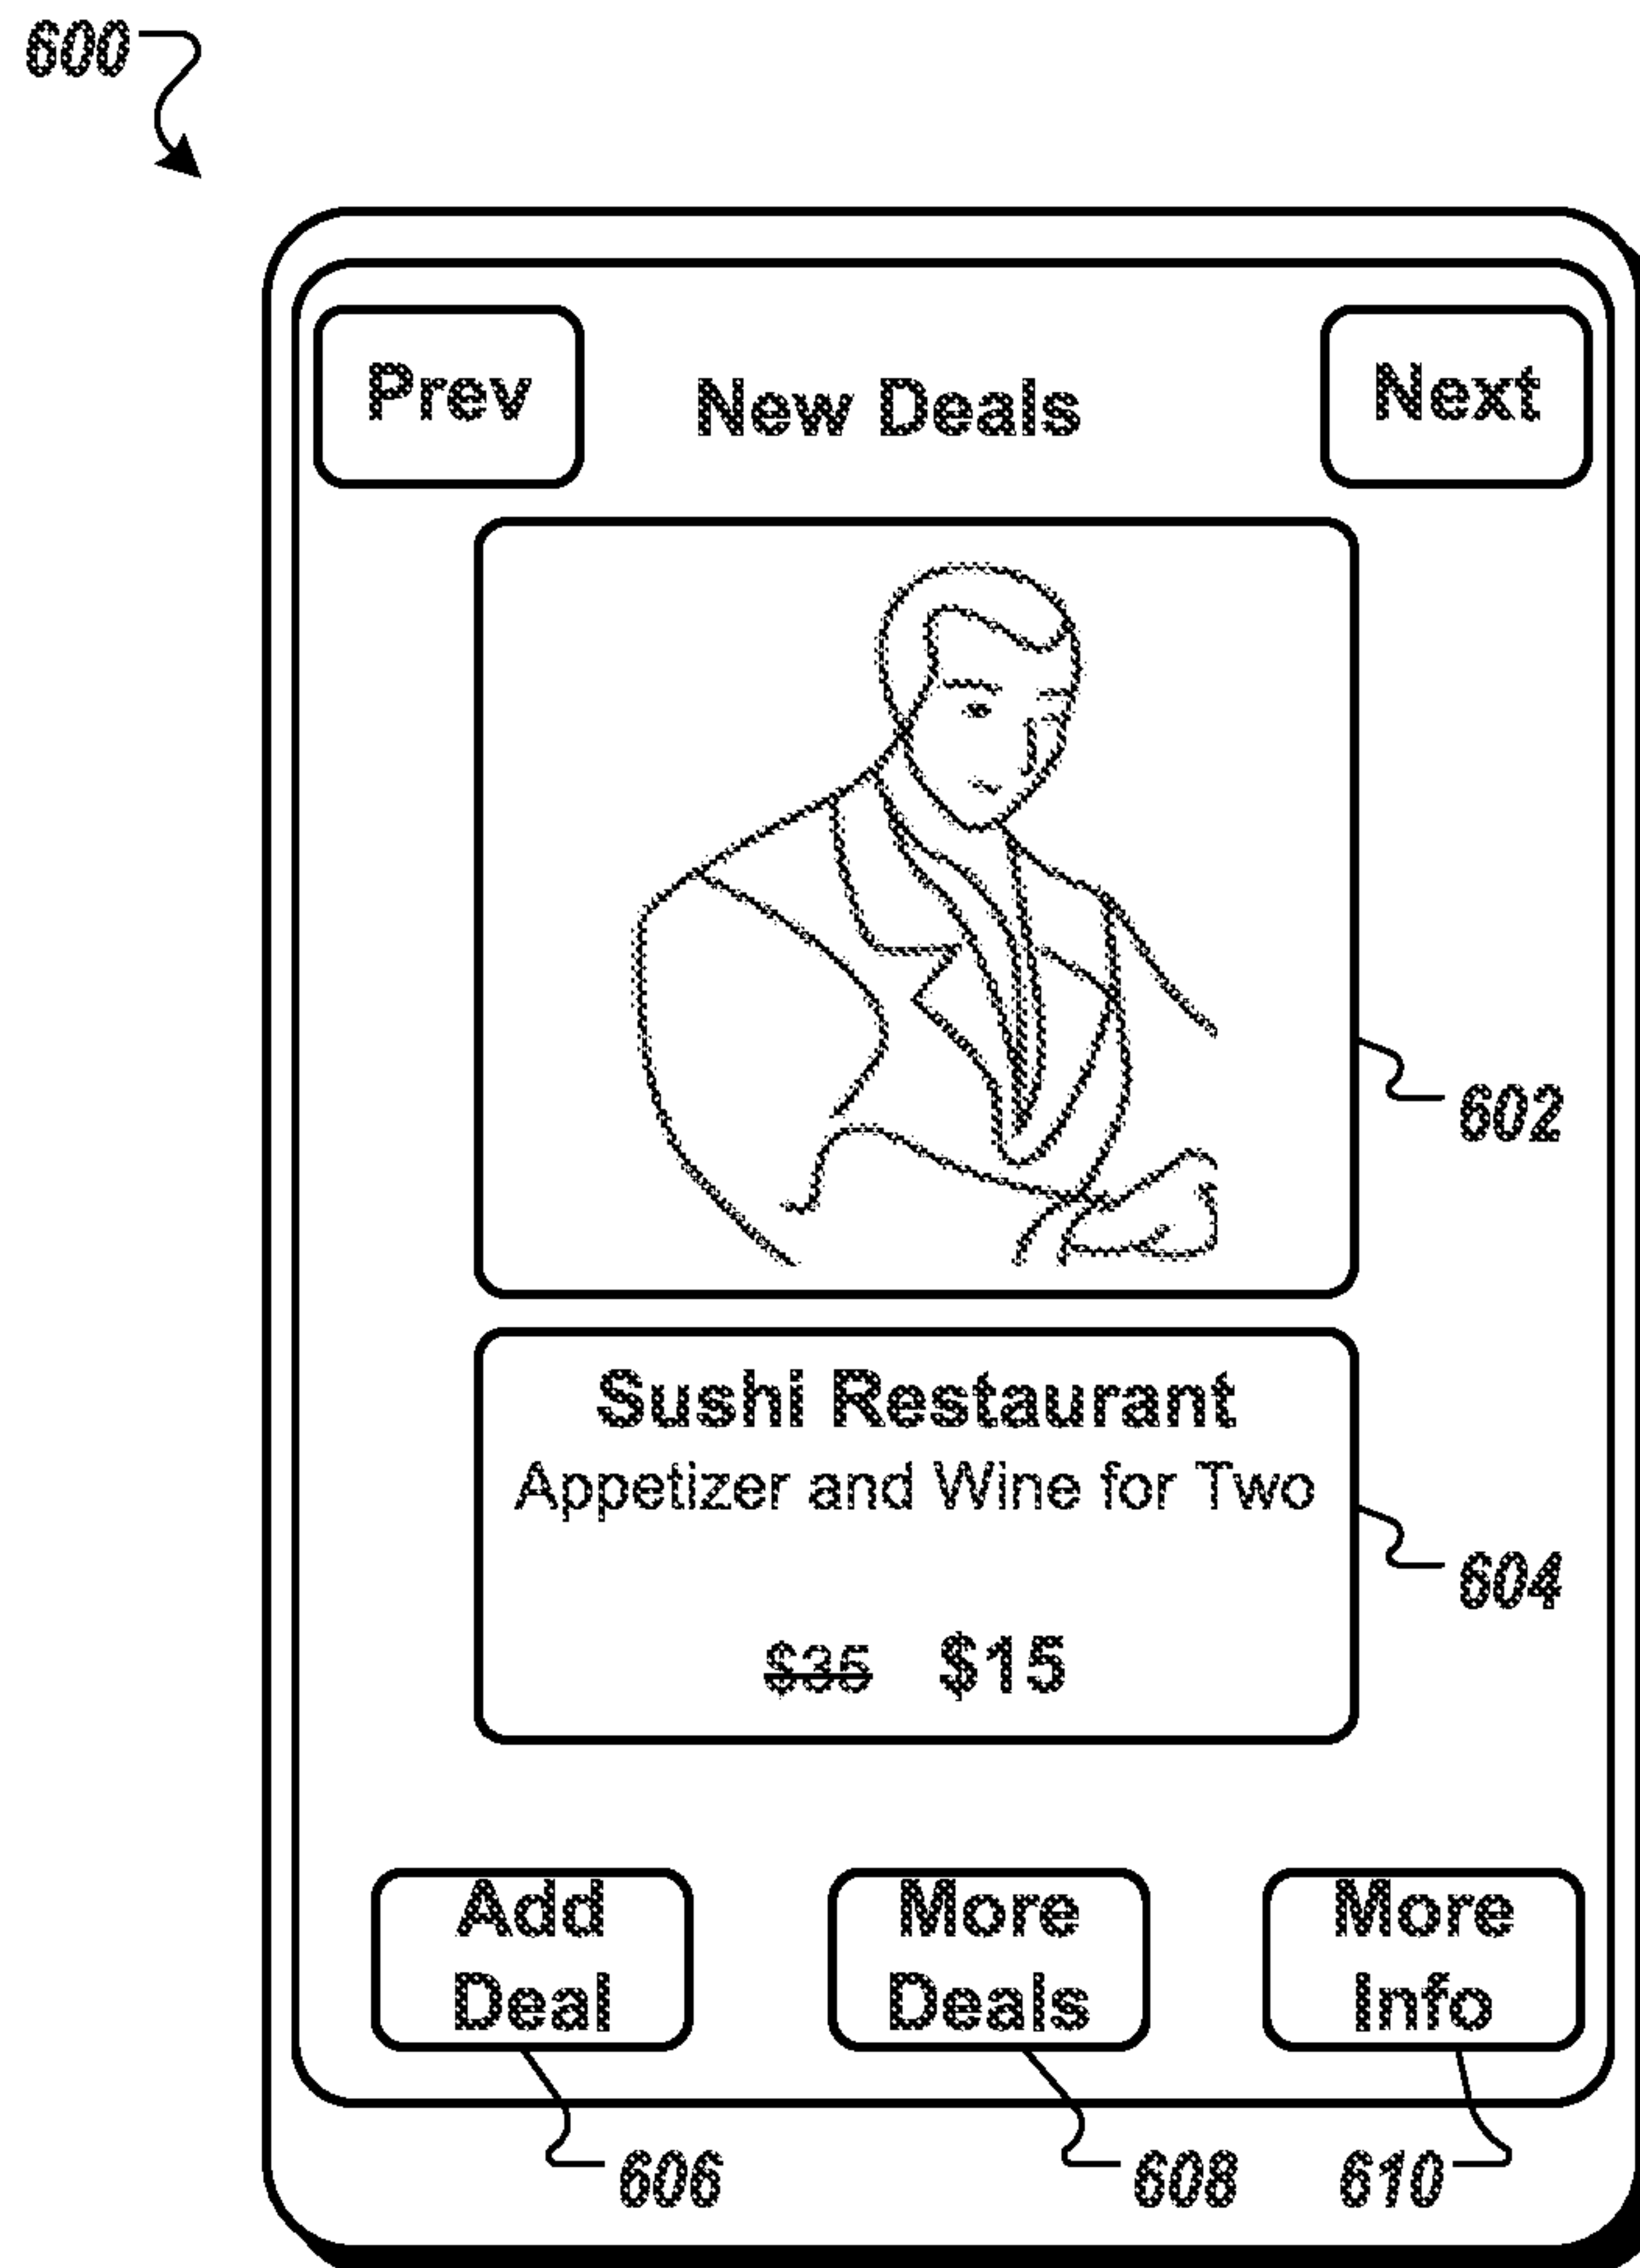 600
Prev New Deals Next
602
Sushi Restaurant
Appetizer and Wine for Two
604
$35 $15
Add Deal
More Deals
More Info
606 608 610